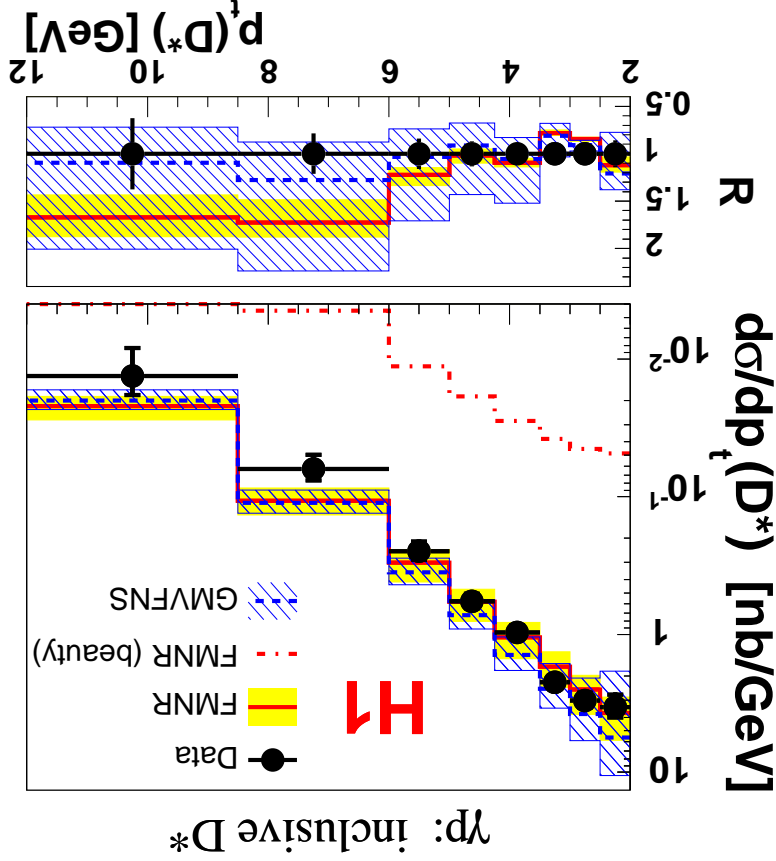 γp: inclusive D*
dσ/dp_t(D*) [nb/GeV]
10
1
10^-1
10^-2
H1
Data
FMNR
FMNR (beauty)
GMVFNS
R
2
1.5
1
0.5
2 4 6 8 10 12
p_t(D*) [GeV]